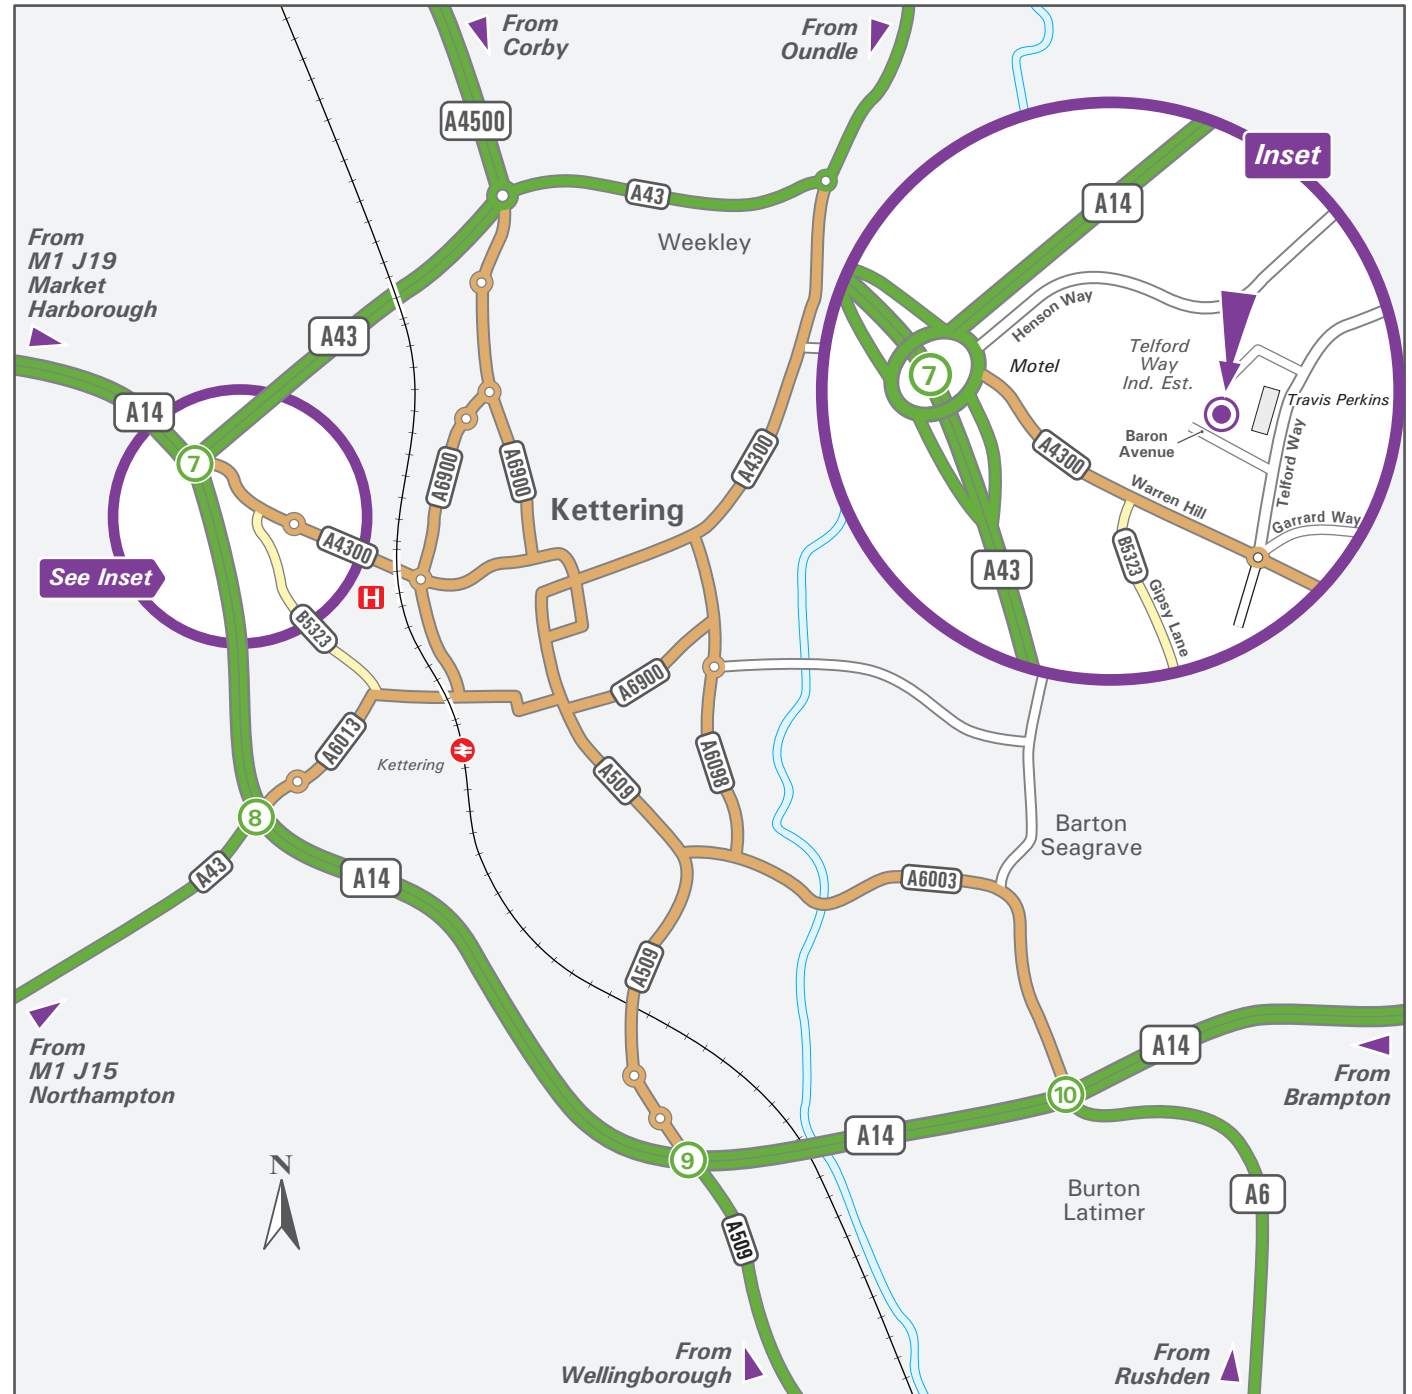 From
Corby
From
Oundle
A4500
Inset
A14
A43
Weekley
From
M1 J19
Market
Harborough
A43
A14
7
Henson Way
Motel
Telford
Way
Ind. Est.
7
Travis Perkins
Baron
Avenue
Telford Way
A4300
Warren Hill
Garrard Way
B5323
Gipsy Lane
A43
A6900
A6900
A4300
Kettering
A4300
See Inset
H
B5323
A6900
A6013
Kettering
A6098
A509
8
Barton
Seagrave
A43
A14
A6003
A509
From
M1 J15
Northampton
A14
From
Brampton
10
A14
9
N
Burton
Latimer
A6
A509
From
Wellingborough
From
Rushden